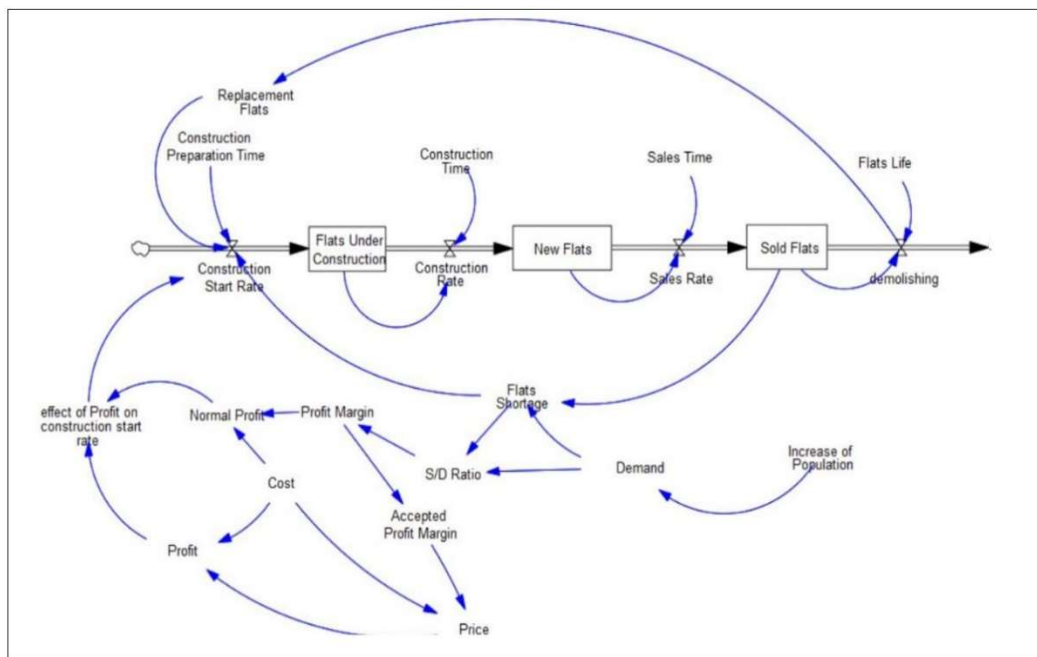 Replacement
Flats
Construction
Preparation Time
Construction
Time
Sales Time
Flats Life
Flats Under
Construction
New Flats
Sold Flats
Construction
Start Rate
Construction
Rate
Sales Rate
demolishing
effect of Profit on
construction start
rate
Normal Profit
Profit Margin
Flats
Shortage
S/D Ratio
Demand
Increase of
Population
Cost
Accepted
Profit Margin
Profit
Price